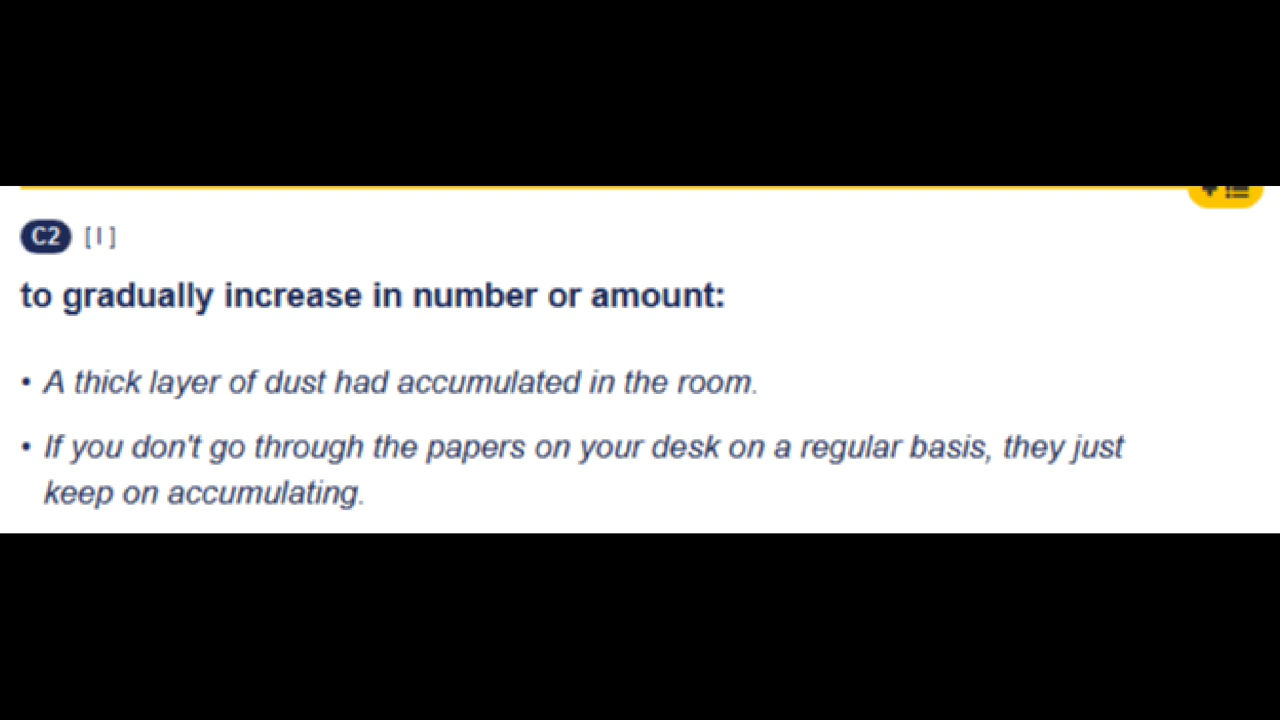 C2 [ I ]
to gradually increase in number or amount:
• A thick layer of dust had accumulated in the room.
• If you don't go through the papers on your desk on a regular basis, they just
keep on accumulating.